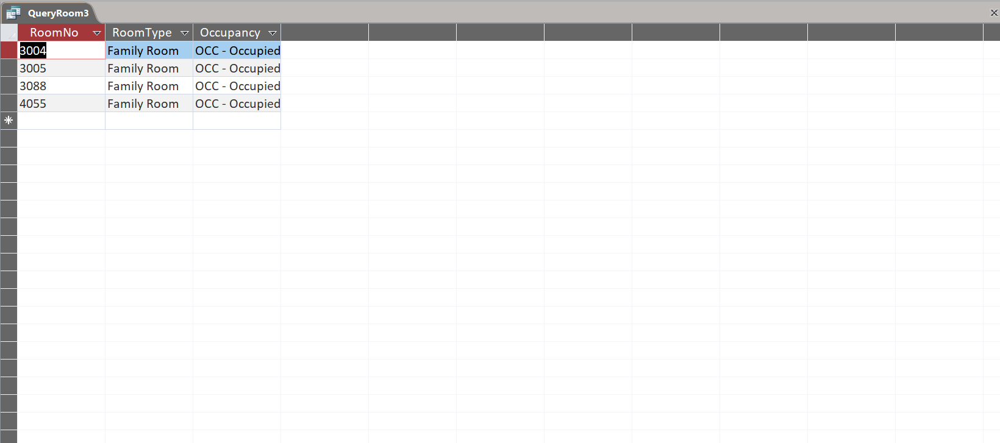 QueryRoom3
RoomNo RoomType Occupancy
3004 Family Room OCC - Occupied
3005 Family Room OCC - Occupied
3088 Family Room OCC - Occupied
4055 Family Room OCC - Occupied